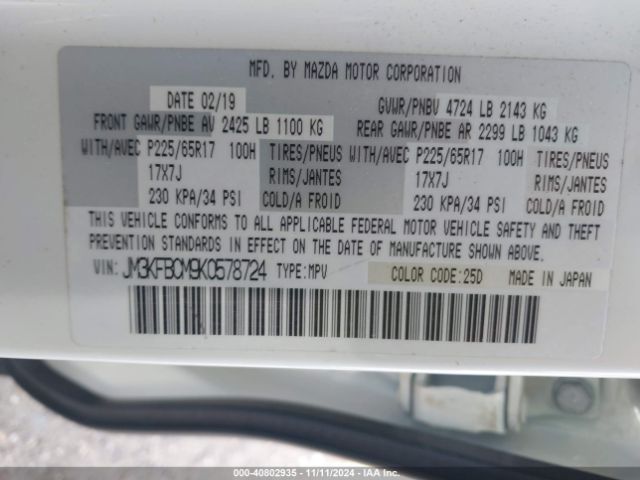 MFD. BY MAZDA MOTOR CORPORATION
DATE 02/19 GVWR/PNBV 4724 LB 2143 KG
FRONT GAWR/PNBE AV 2425 LB 1100 KG REAR GAWR/PNBE AR 2299 LB 1043 KG
WITH/AVEC P225/65R17 100H TIRES/PNEUS WITH/AVEC P225/65R17 100H TIRES/PNEUS
17X7J RIMS/JANTES 17X7J RIMS/JANTES
230 KPA/34 PSI COLD/A FROID 230 KPA/34 PSI COLD/A FROID
THIS VEHICLE CONFORMS TO ALL APPLICABLE FEDERAL MOTOR VEHICLE SAFETY AND THEFT
PREVENTION STANDARDS IN EFFECT ON THE DATE OF MANUFACTURE SHOWN ABOVE.
VIN: JM3KFBCM9K0578724 TYPE: MPV COLOR CODE: 25D MADE IN JAPAN
000-40802935 - 11/11/2024 - IAA Inc.